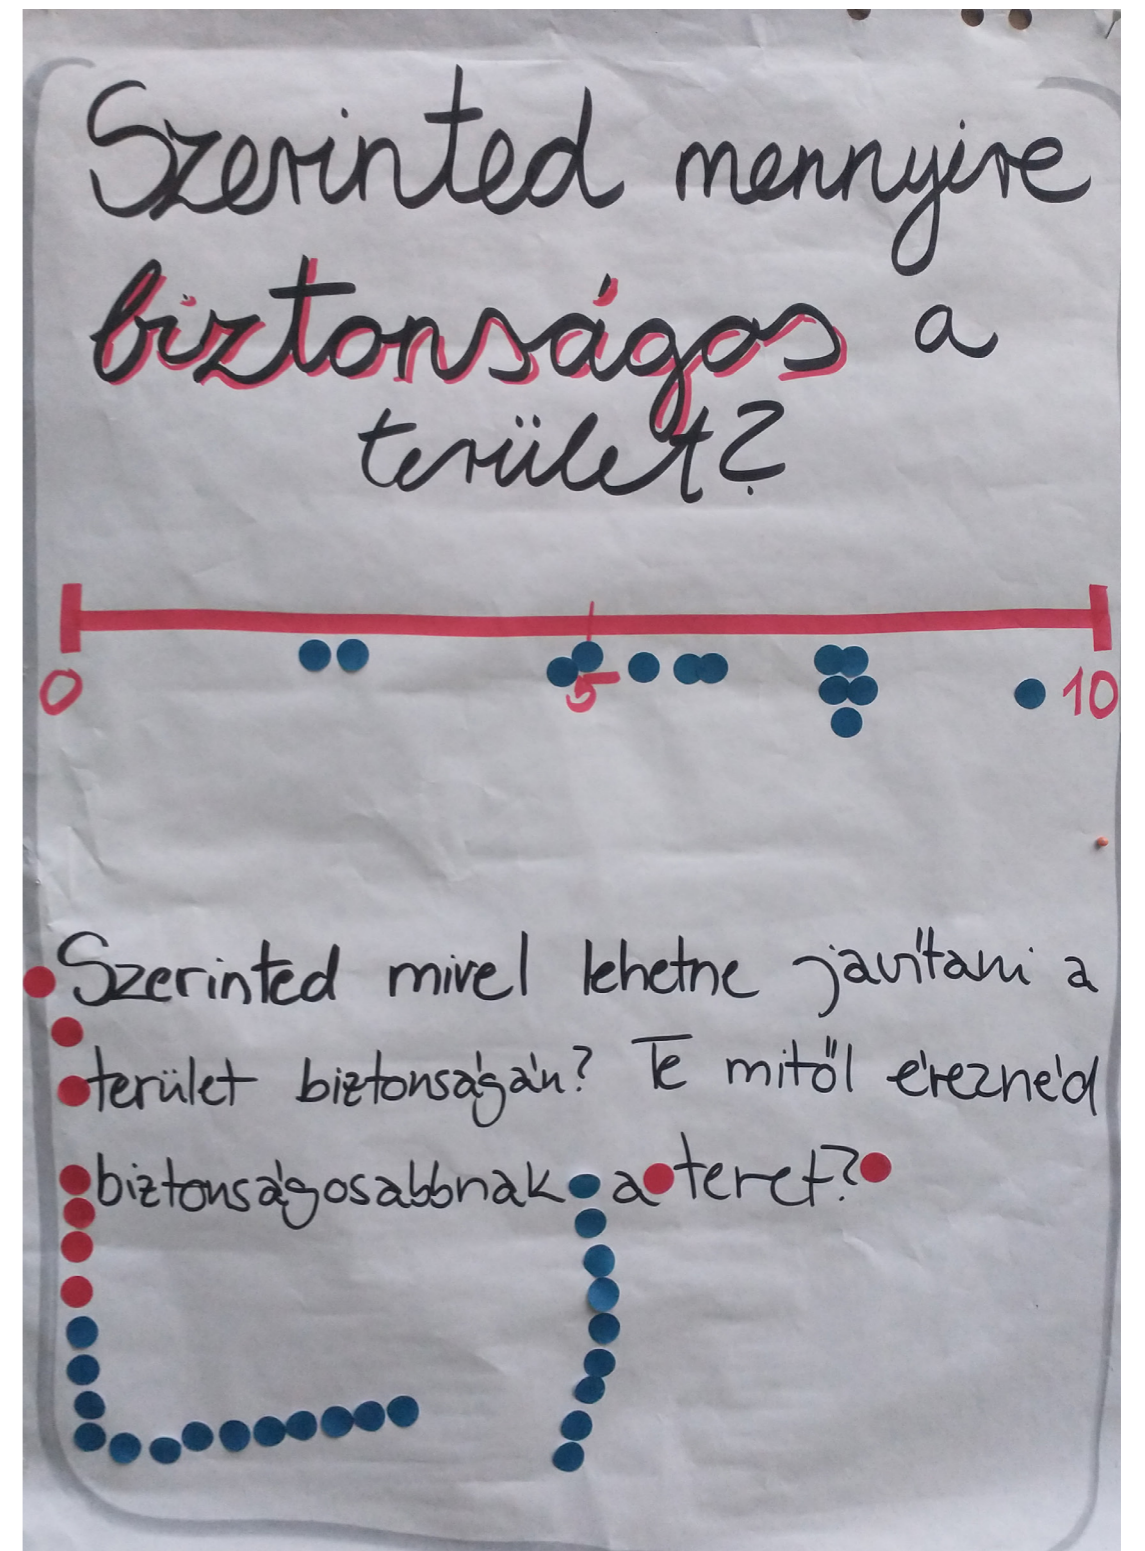 Szerinted mennyire
biztonságos a
terület?
0 5 10
Szerinted mivel lehetne javítani a
terület biztonságán? Te mitől éreznéd
biztonságosabbnak a teret?